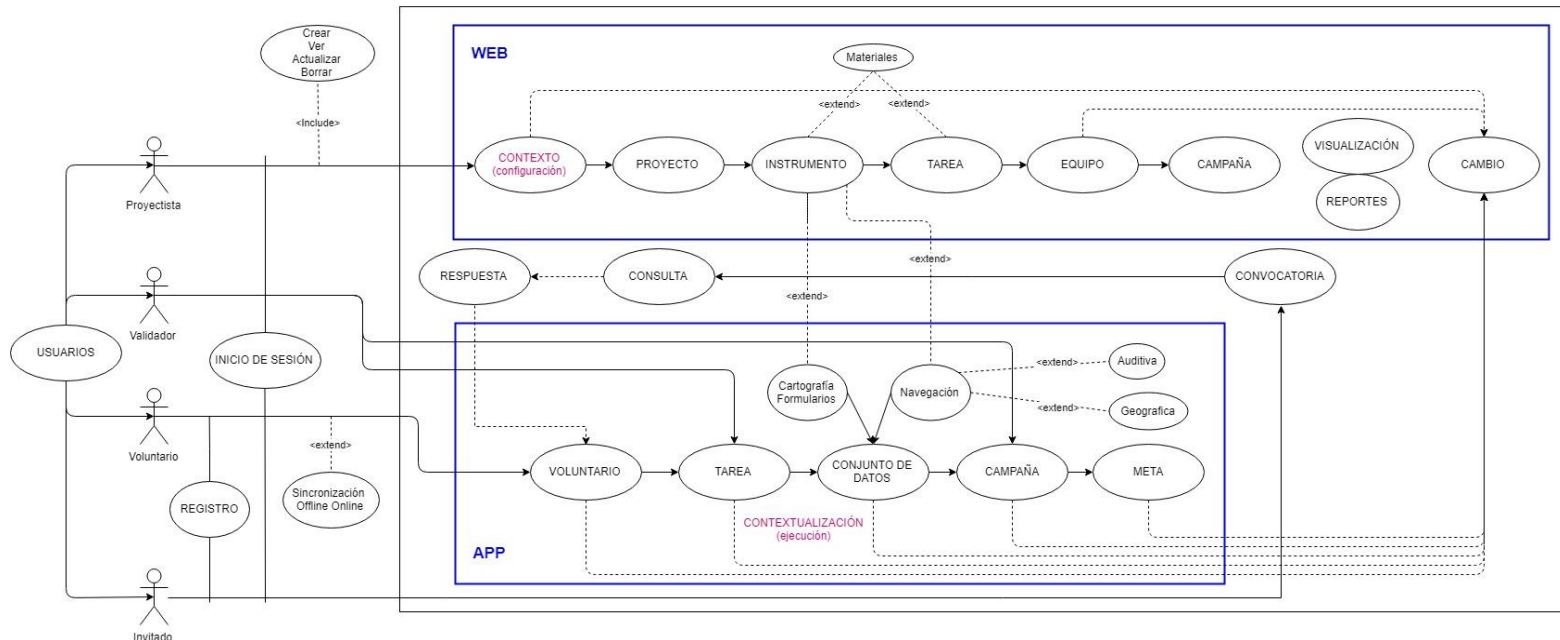 Crear
Ver
Actualizar
Borrar
WEB
Materiales
<extend>
<extend>
<Include>
CONTEXTO
(configuración)
PROYECTO
INSTRUMENTO
TAREA
EQUIPO
CAMPAÑA
VISUALIZACIÓN
REPORTES
CAMBIO
Proyectista
<extend>
RESPUESTA
CONSULTA
CONVOCATORIA
<extend>
Validador
USUARIOS
INICIO DE SESIÓN
<extend>
Auditiva
Cartografía
Formularios
Navegación
<extend>
Geografica
<extend>
Voluntario
VOLUNTARIO
TAREA
CONJUNTO DE
DATOS
CAMPAÑA
META
REGISTRO
Sincronización
Offline Online
CONTEXTUALIZACIÓN
(ejecución)
APP
Invitado